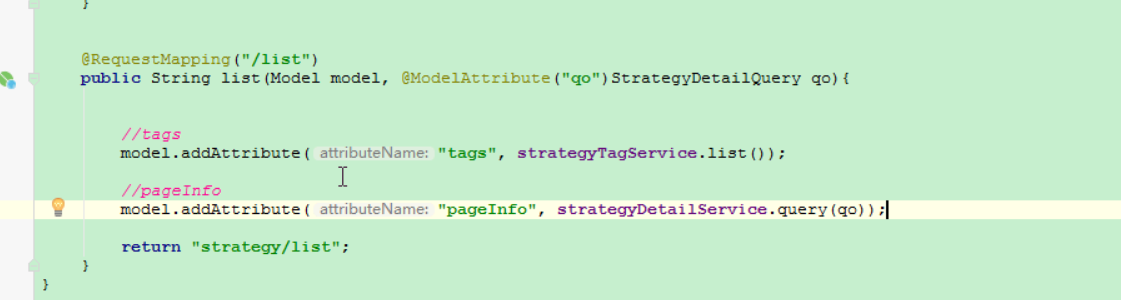 }
@RequestMapping("/list")
public String list(Model model, @ModelAttribute("qo")StrategyDetailQuery qo){
//tags
model.addAttribute( attributeName: "tags", strategyTagService.list());
//pageInfo
model.addAttribute( attributeName: "pageInfo", strategyDetailService.query(qo));
return "strategy/list";
}
}